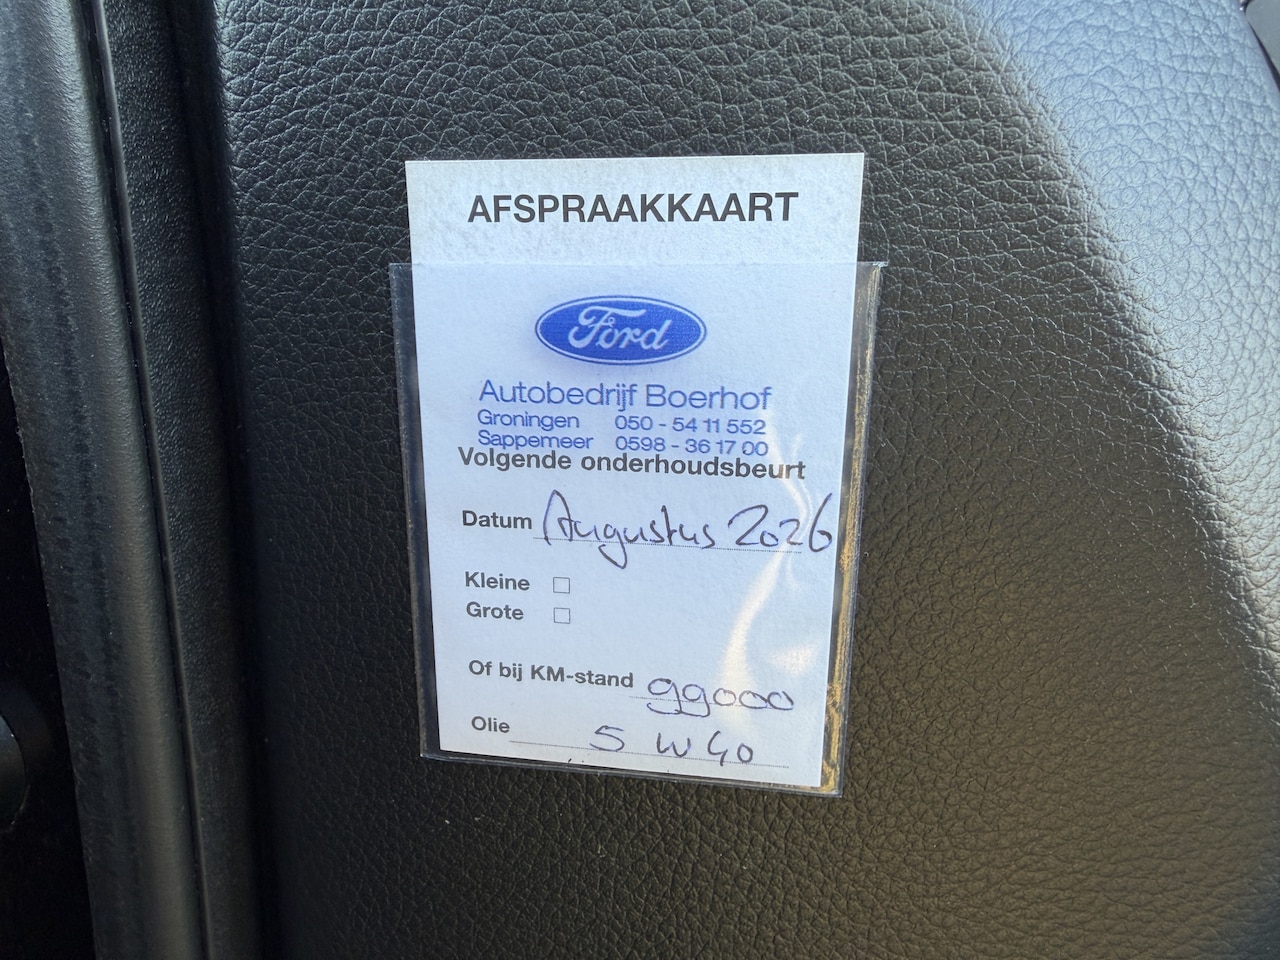 AFSPRAAKKAART
Ford
Autobedrijf Boerhof
Groningen 050 - 54 11 552
Sappemeer 0598 - 36 17 00
Volgende onderhoudsbeurt
Datum Augustus 2026
Kleine
Grote
Of bij KM-stand 99000
Olie 5 W 40